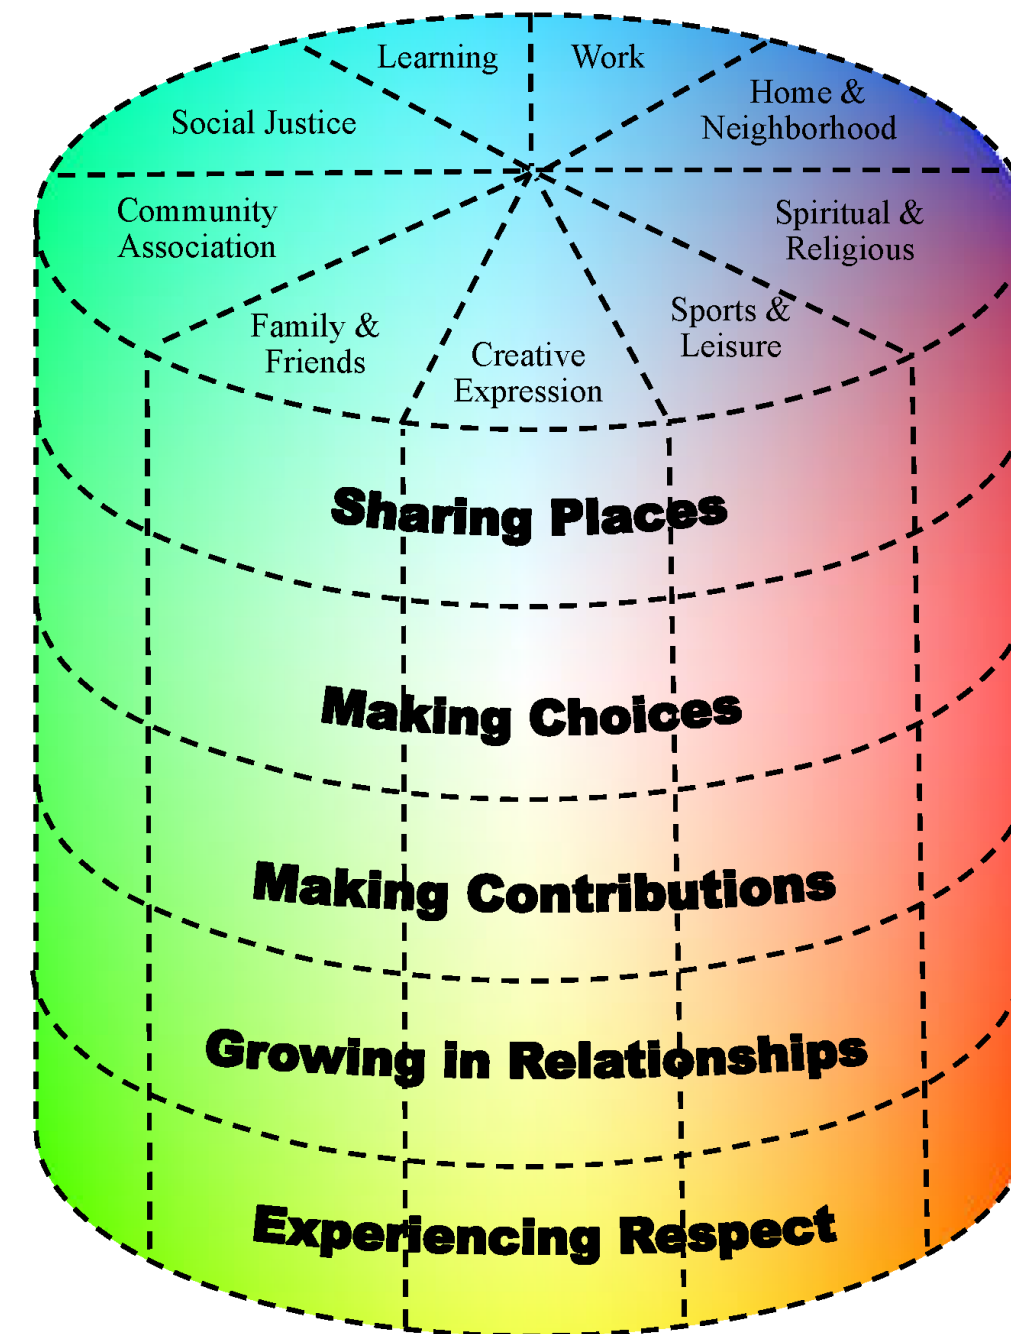 Learning
Work
Home &
Neighborhood
Social Justice
Community
Association
Spiritual &
Religious
Family &
Friends
Creative
Expression
Sports &
Leisure
Sharing Places
Making Choices
Making Contributions
Growing in Relationships
Experiencing Respect